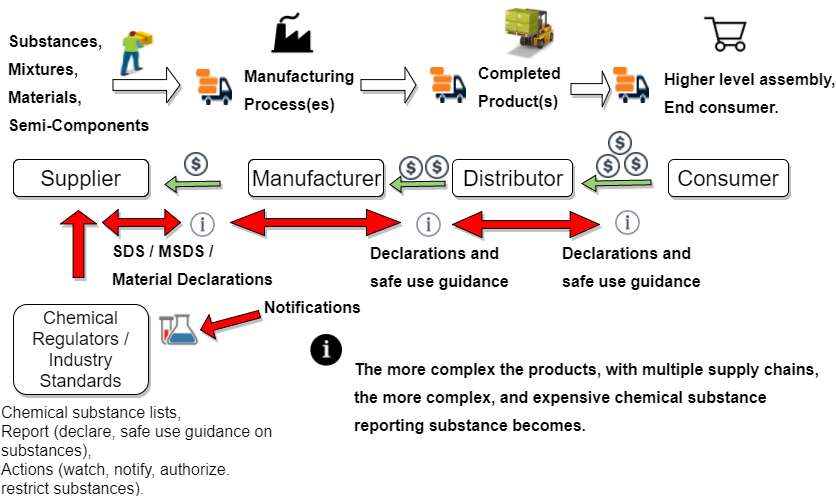 Substances,
Mixtures,
Materials,
Semi-Components
Manufacturing
Process(es)
Completed
Product(s)
Higher level assembly,
End consumer.
$
$ $
$
$ $
Supplier
Manufacturer
Distributor
Consumer
i
i
i
SDS / MSDS /
Material Declarations
Declarations and
safe use guidance
Declarations and
safe use guidance
Notifications
Chemical
Regulators /
Industry
Standards
i
The more complex the products, with multiple supply chains,
the more complex, and expensive chemical substance
reporting substance becomes.
Chemical substance lists,
Report (declare, safe use guidance on
substances),
Actions (watch, notify, authorize.
restrict substances).